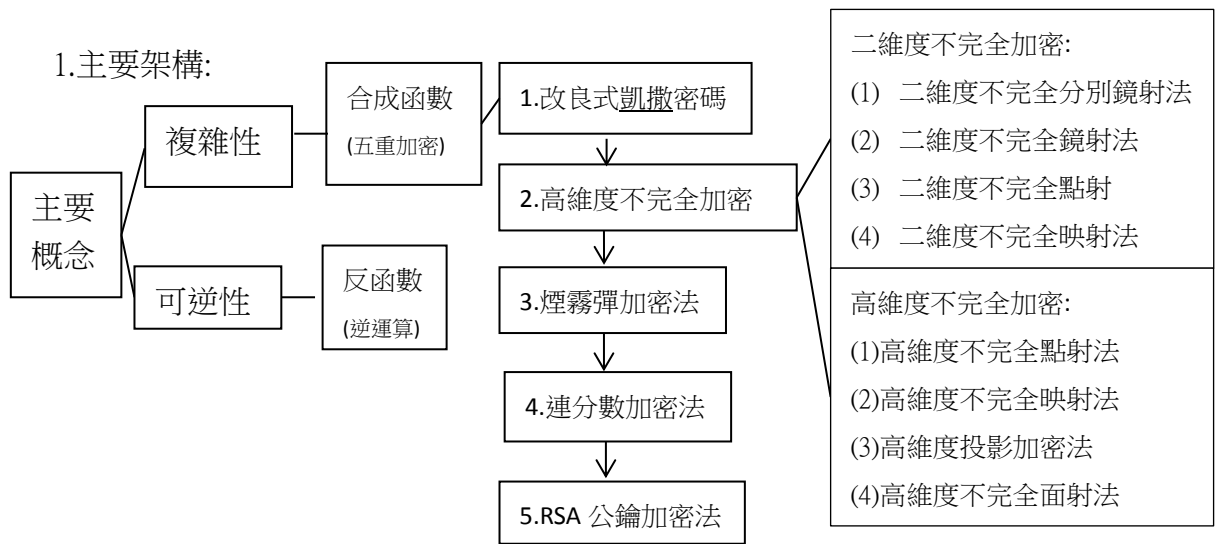 1.主要架構:
主要
概念
複雜性
可逆性
合成函數
(五重加密)
反函數
(逆運算)
1.改良式凱撒密碼
2.高維度不完全加密
3.煙霧彈加密法
4.連分數加密法
5.RSA 公鑰加密法
二維度不完全加密:
(1) 二維度不完全分別鏡射法
(2) 二維度不完全鏡射法
(3) 二維度不完全點射
(4) 二維度不完全映射法
高維度不完全加密:
(1)高維度不完全點射法
(2)高維度不完全映射法
(3)高維度投影加密法
(4)高維度不完全面射法